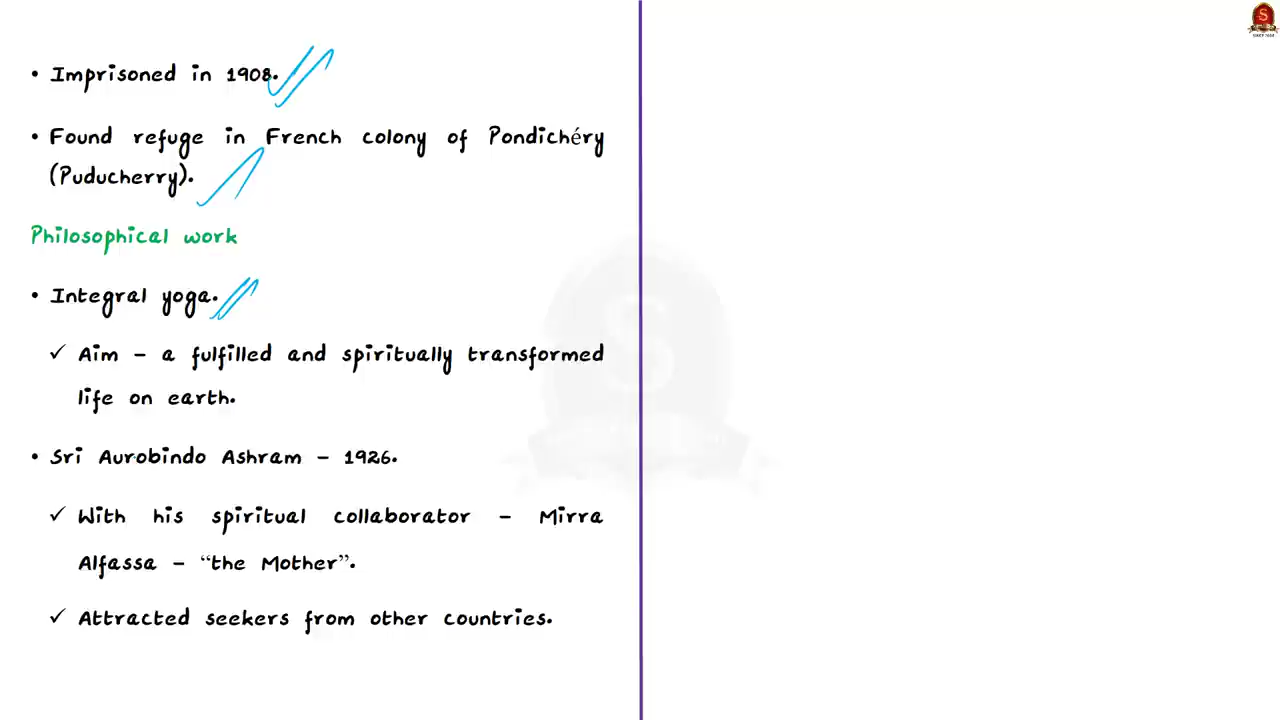 • Imprisoned in 1908.
• Found refuge in French colony of Pondichéry
(Puducherry).
Philosophical work
• Integral yoga.
✓ Aim – a fulfilled and spiritually transformed
life on earth.
• Sri Aurobindo Ashram – 1926.
✓ With his spiritual collaborator – Mirra
Alfassa – “the Mother”.
✓ Attracted seekers from other countries.